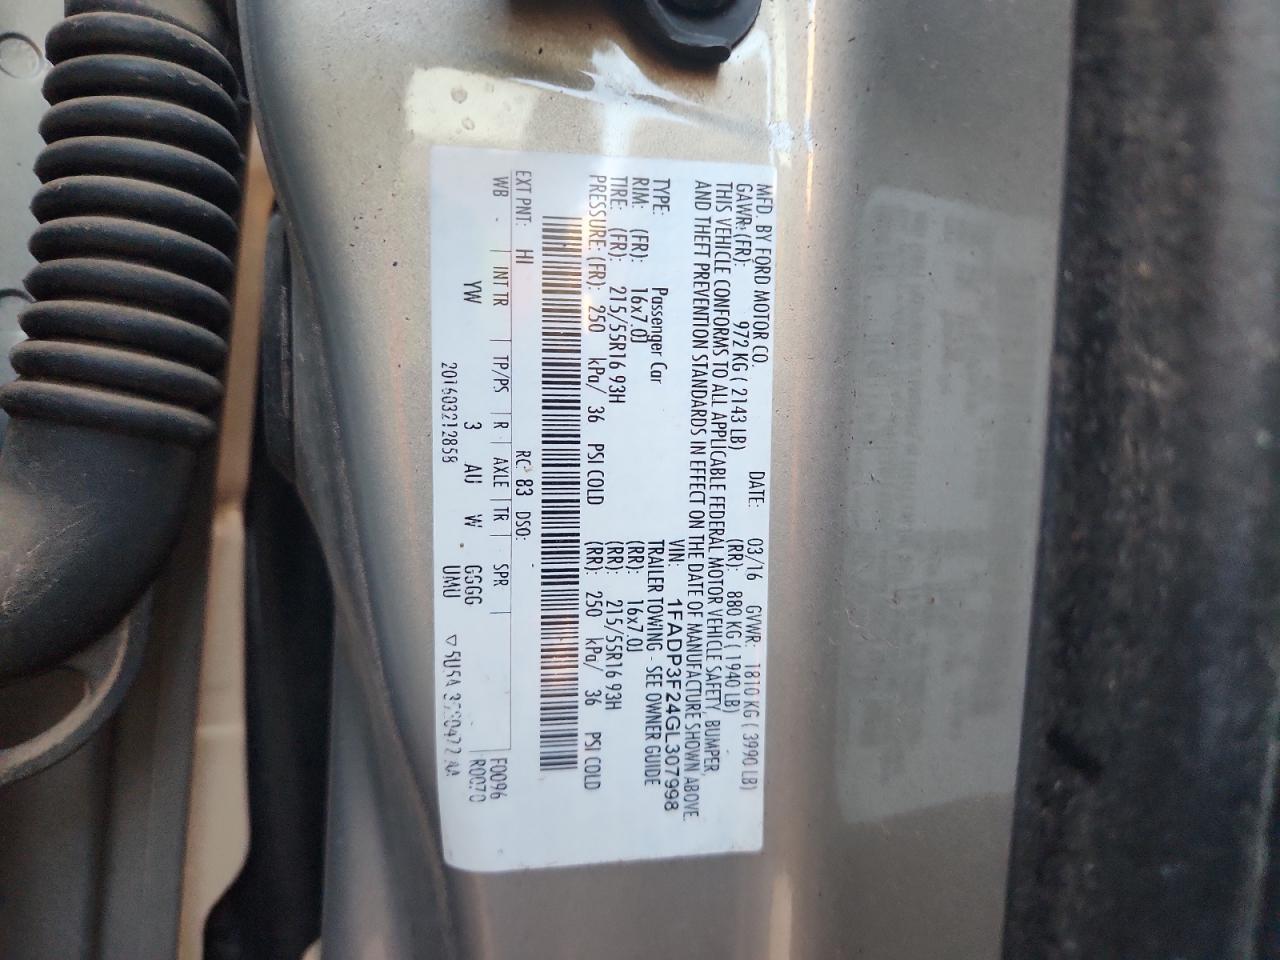 MFD. BY FORD MOTOR CO. DATE: 03/16 GVWR: 1810 KG ( 3990 LB)
GAWR: (FR): 972 KG ( 2143 LB) (RR): 880 KG ( 1940 LB)
THIS VEHICLE CONFORMS TO ALL APPLICABLE FEDERAL MOTOR VEHICLE SAFETY, BUMPER,
AND THEFT PREVENTION STANDARDS IN EFFECT ON THE DATE OF MANUFACTURE SHOWN ABOVE.
VIN: 1FADP3F24GL307998
TYPE: Passenger Car TRAILER TOWING - SEE OWNER GUIDE
RIM: (FR): 16x7.0J (RR): 16x7.0J
TIRE: (FR): 215/55R16 93H (RR): 215/55R16 93H
PRESSURE: (FR): 250 kPa/ 36 PSI COLD (RR): 250 kPa/ 36 PSI COLD
EXT PNT: HI RC: 83 DSO:
WB - | INT TR | TP/PS | R | AXLE | TR | SPR | F0096
YW 3 AU W GSGG R0070
201603212858 UMU